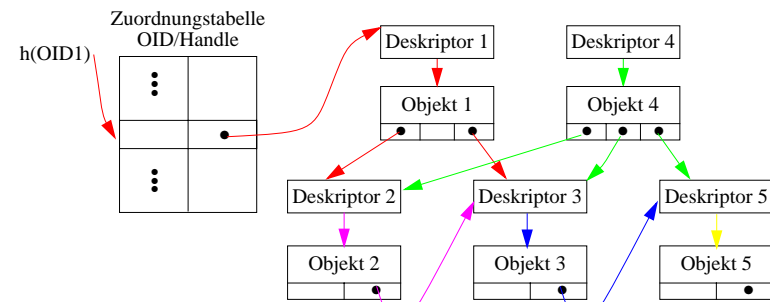 Zuordnungstabelle
OID/Handle
h(OID1)
Deskriptor 1
Deskriptor 4
Objekt 1
Objekt 4
Deskriptor 2
Deskriptor 3
Deskriptor 5
Objekt 2
Objekt 3
Objekt 5